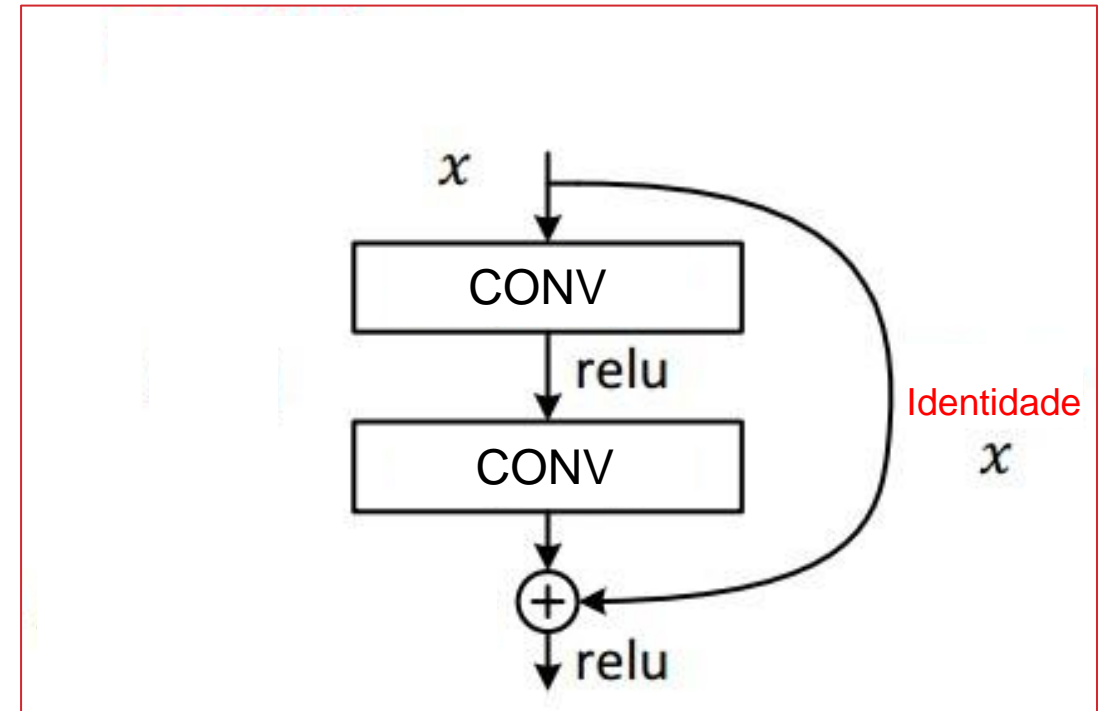 x
CONV
relu
Identidade
x
CONV
+
relu